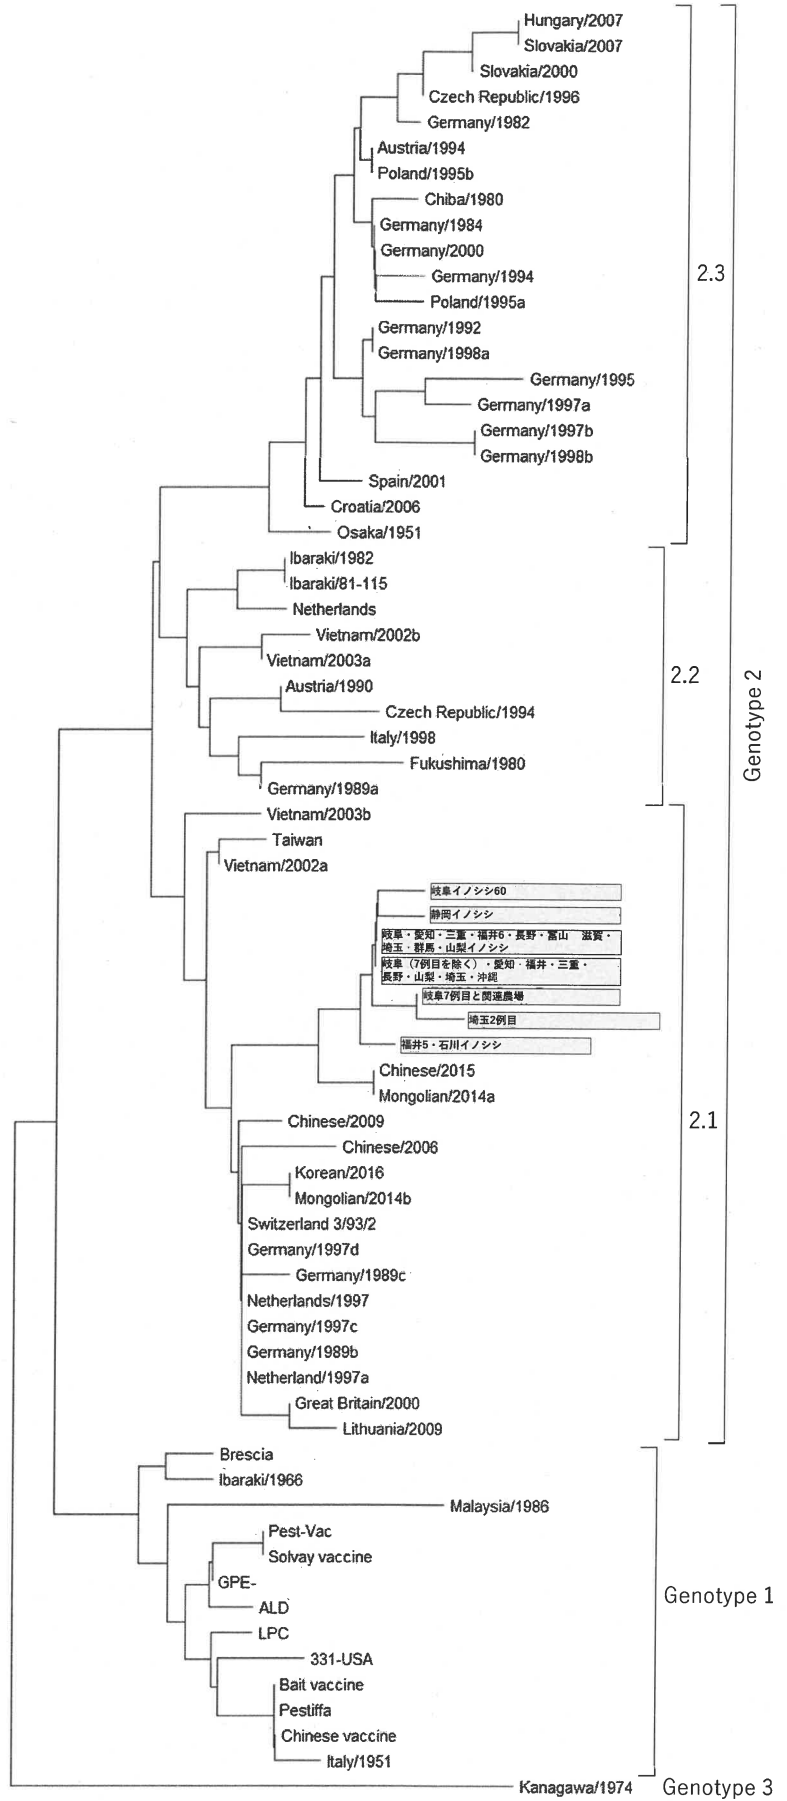 Hungary/2007
Slovakia/2007
Slovakia/2000
Czech Republic/1996
Germany/1982
Austria/1994
Poland/1995b
Chiba/1980
Germany/1984
Germany/2000
Germany/1994
Poland/1995a
2.3
Germany/1992
Germany/1998a
Germany/1995
Germany/1997a
Germany/1997b
Germany/1998b
Spain/2001
Croatia/2006
Osaka/1951
Ibaraki/1982
Ibaraki/81-115
Netherlands
Vietnam/2002b
Vietnam/2003a
2.2
Austria/1990
Czech Republic/1994
Genotype 2
Italy/1998
Fukushima/1980
Germany/1989a
Vietnam/2003b
Taiwan
Vietnam/2002a
岐阜イノシシ60
静岡イノシシ
岐阜・愛知・三重・福井6・長野・富山 滋賀・
埼玉・群馬・山梨イノシシ
岐阜（7例目を除く）・愛知・福井・三重・
長野・山梨・埼玉・沖縄
岐阜7例目と関連農場
埼玉2例目
福井5・石川イノシシ
Chinese/2015
Mongolian/2014a
2.1
Chinese/2009
Chinese/2006
Korean/2016
Mongolian/2014b
Switzerland 3/93/2
Germany/1997d
Germany/1989c
Netherlands/1997
Germany/1997c
Germany/1989b
Netherland/1997a
Great Britain/2000
Lithuania/2009
Brescia
Ibaraki/1966
Malaysia/1986
Pest-Vac
Solvay vaccine
GPE-
Genotype 1
ALD
LPC
331-USA
Bait vaccine
Pestiffa
Chinese vaccine
Italy/1951
Kanagawa/1974
Genotype 3